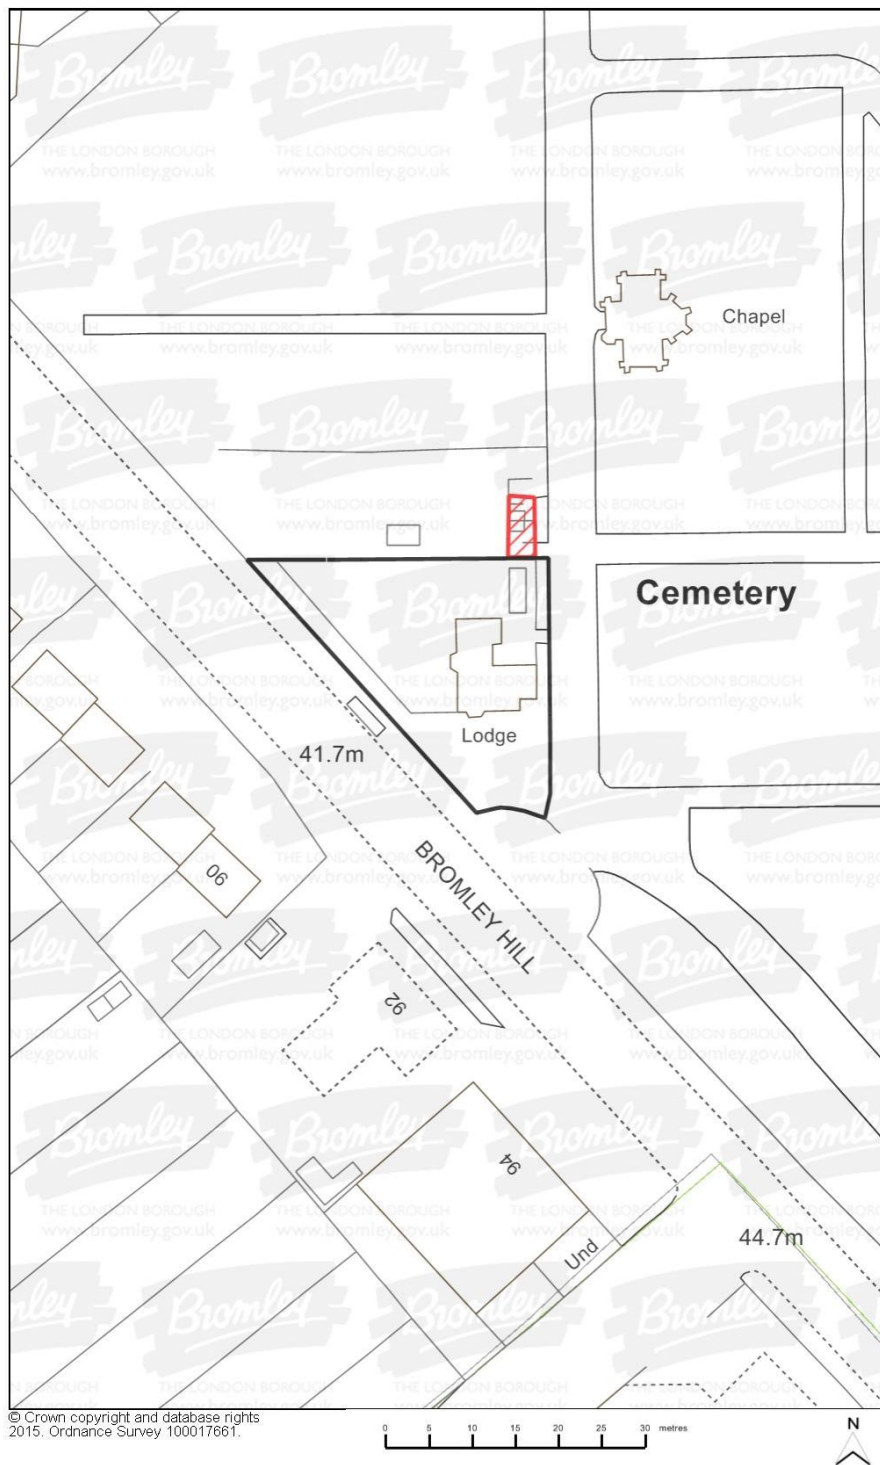 Chapel
Cemetery
Lodge
41.7m
BROMLEY HILL
90
92
94
Und
44.7m
Bromley
THE LONDON BOROUGH
www.bromley.gov.uk
© Crown copyright and database rights
2015. Ordnance Survey 100017661.
0 5 10 15 20 25 30 metres
N